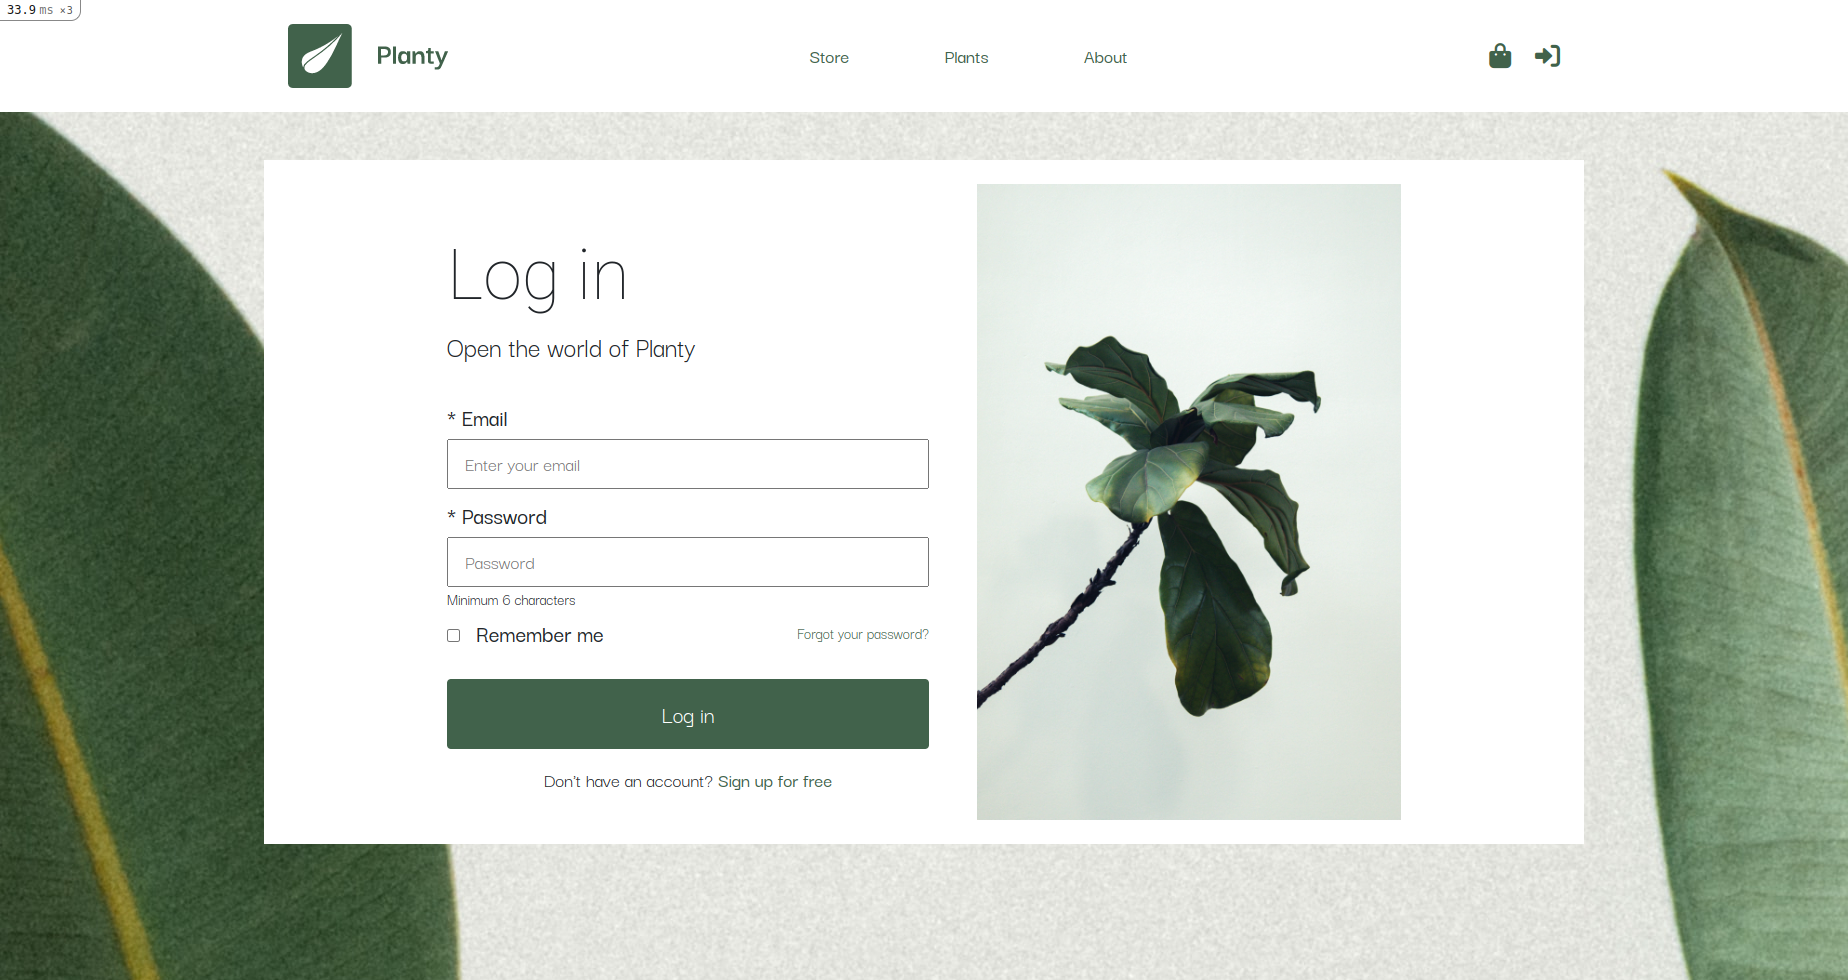 33.9 ms ×3
Planty
Store
Plants
About
Log in
Open the world of Planty
* Email
Enter your email
* Password
Password
Minimum 6 characters
Remember me
Forgot your password?
Log in
Don't have an account? Sign up for free